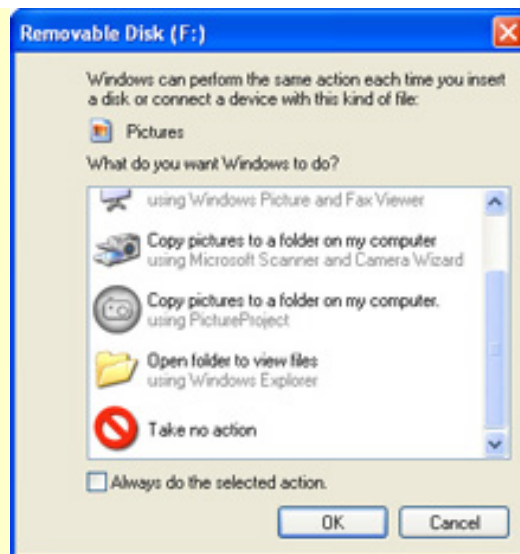 Removable Disk (F:)
Windows can perform the same action each time you insert
a disk or connect a device with this kind of file:
Pictures
What do you want Windows to do?
using Windows Picture and Fax Viewer
Copy pictures to a folder on my computer
using Microsoft Scanner and Camera Wizard
Copy pictures to a folder on my computer.
using PictureProject
Open folder to view files
using Windows Explorer
Take no action
Always do the selected action.
OK
Cancel